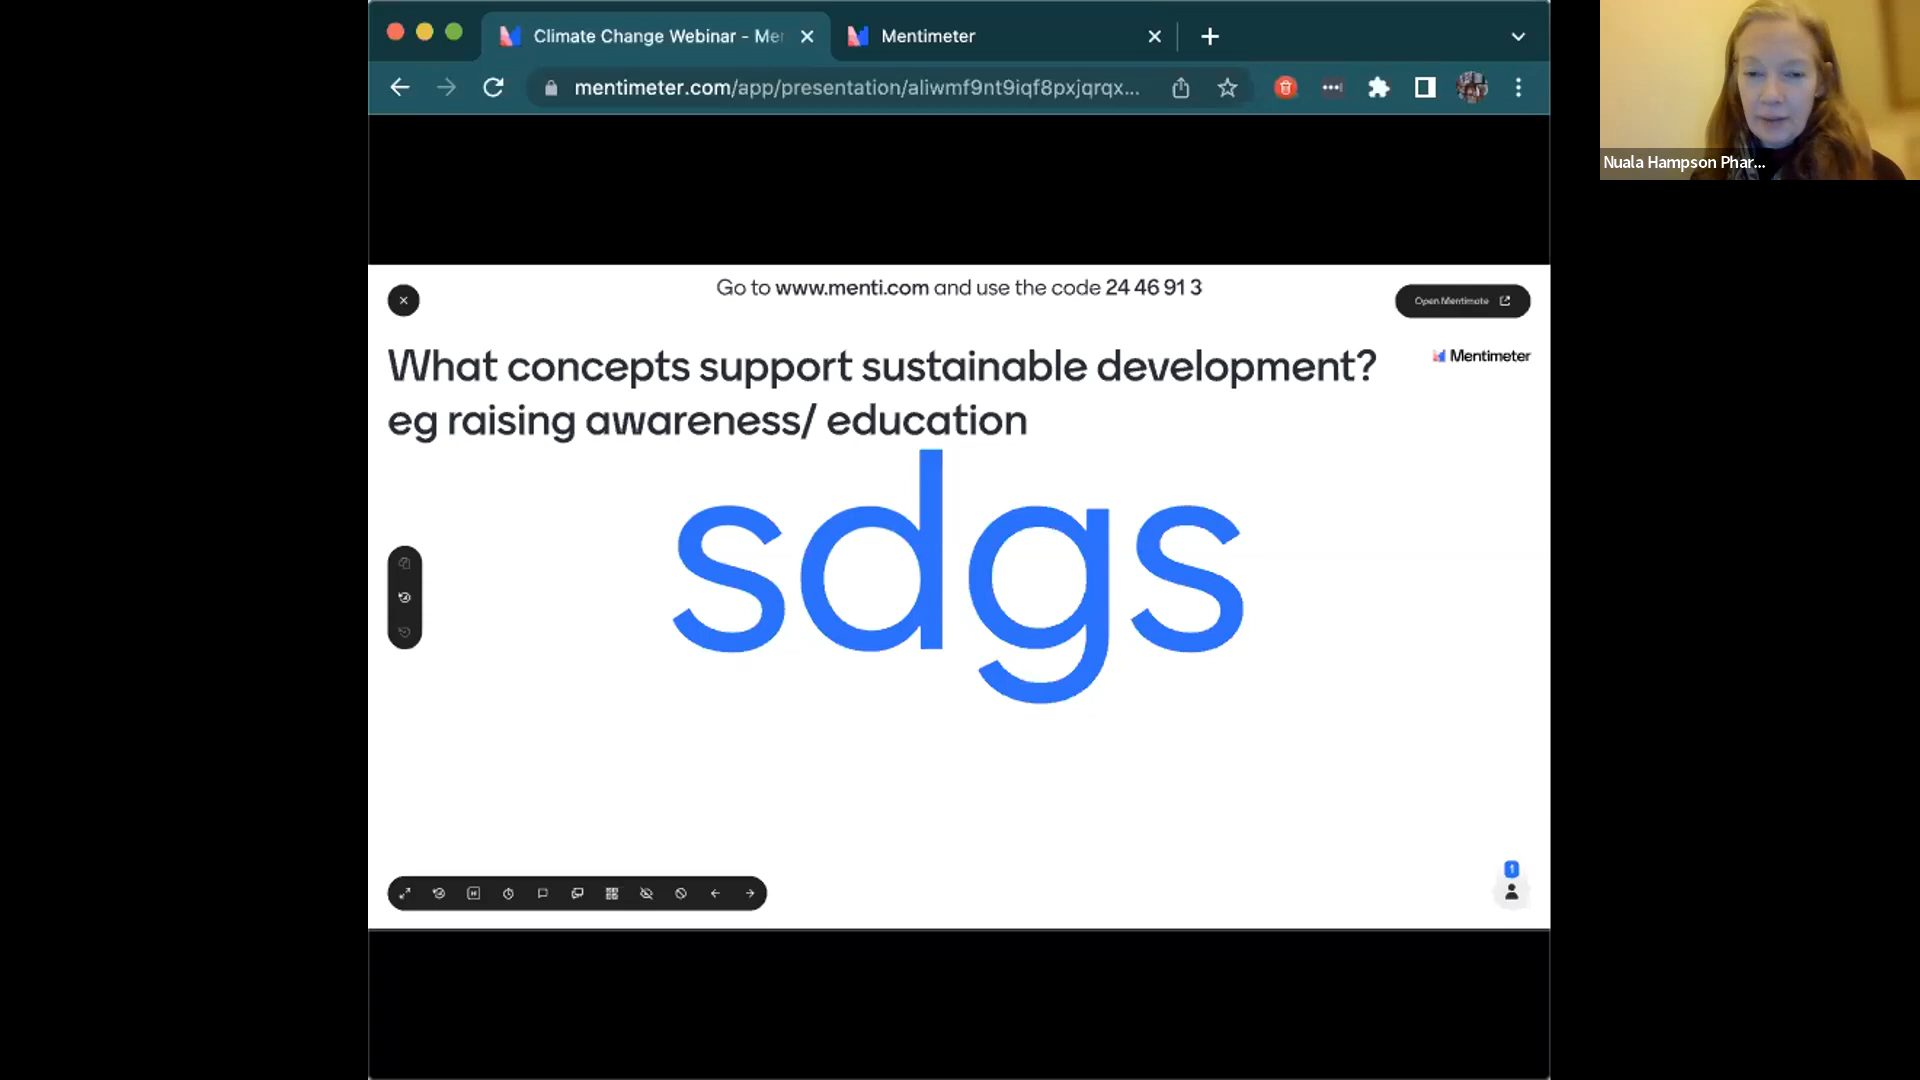 Climate Change Webinar - Me
Mentimeter
mentimeter.com/app/presentation/aliwmf9nt9iqf8pxjqrqx...
Nuala Hampson Phar...
Go to www.menti.com and use the code 24 46 91 3
Open Mentimote
What concepts support sustainable development?
Mentimeter
eg raising awareness/ education
sdgs
1